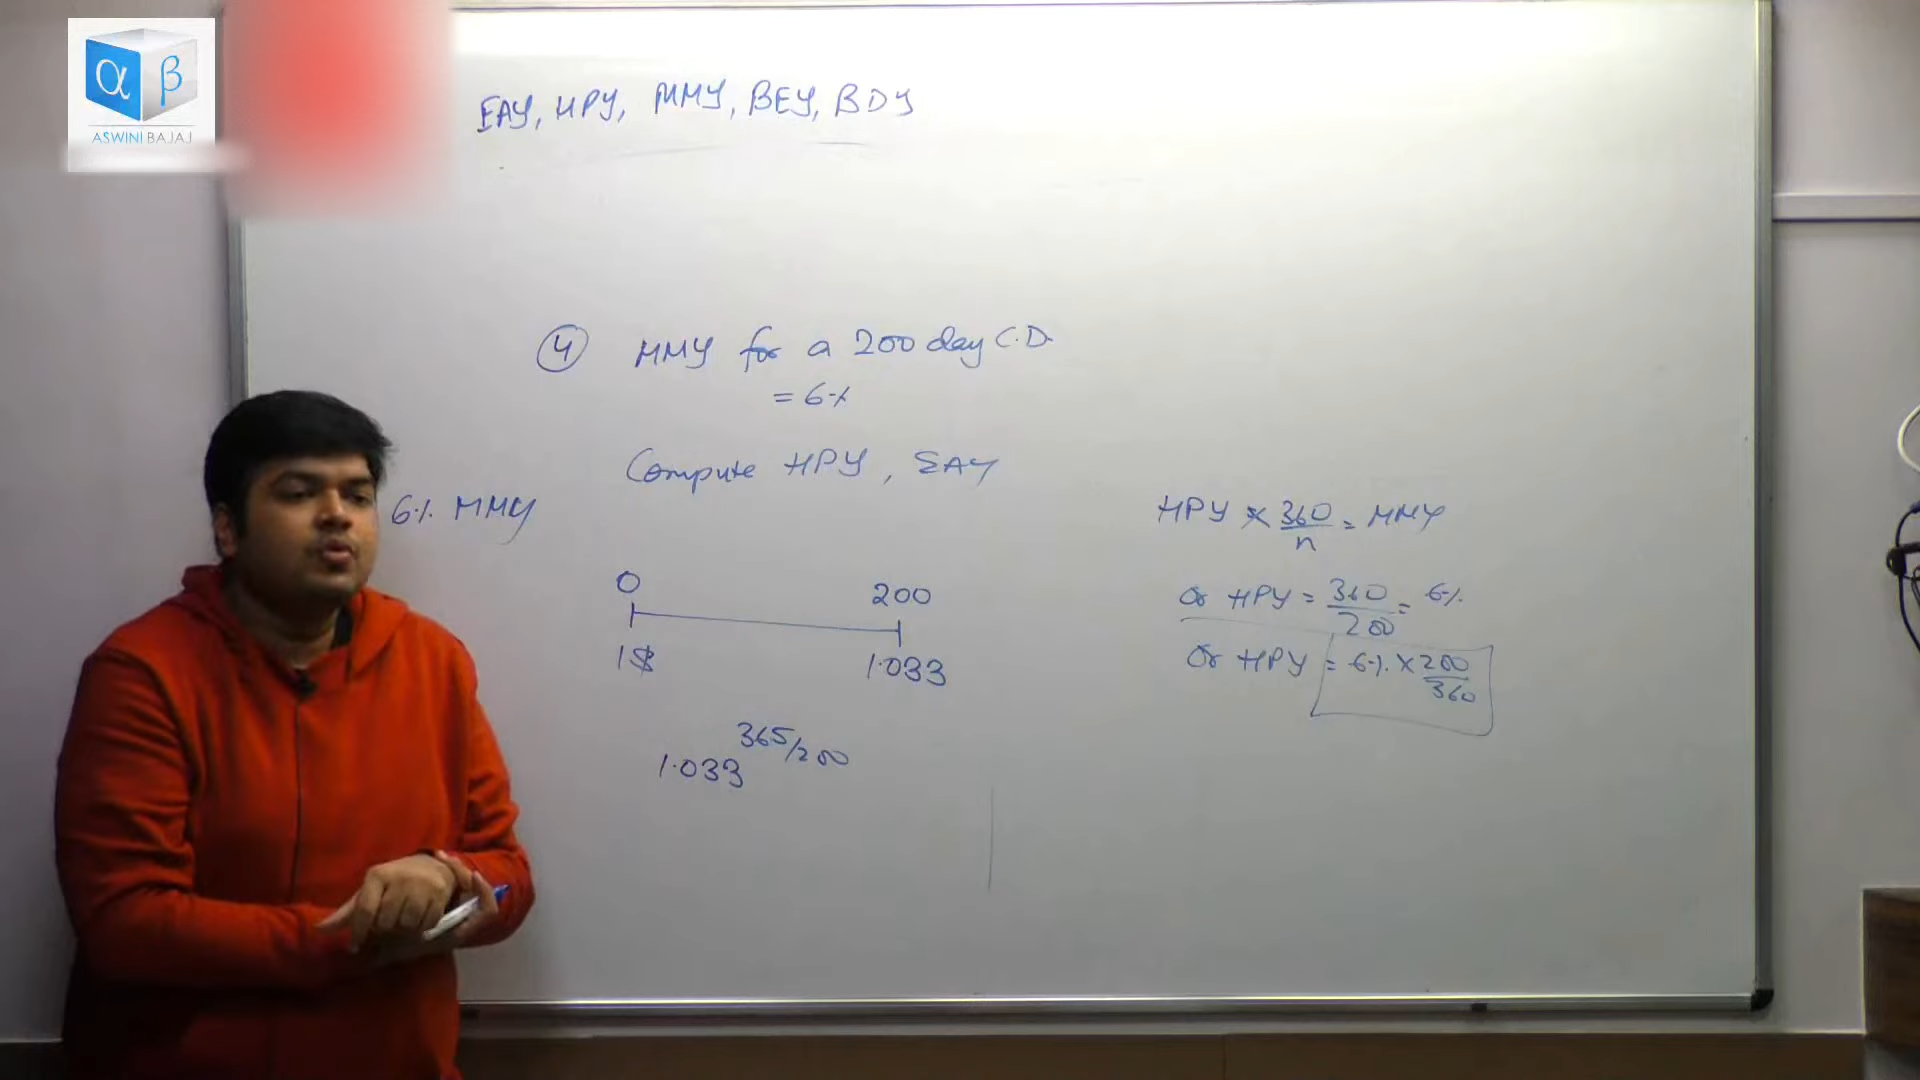 α β
ASWINI BAJAJ
EAY, HPY, MMY, BEY, BDY
④ MMY for a 200 day C.D.
= 6%
Compute HPY, EAY
6% MMY
0 200
1$ 1.033
1.033^365/200
HPY × 360/n = MMY
Or HPY = 360/200 = 6%
Or HPY = 6% × 200/360